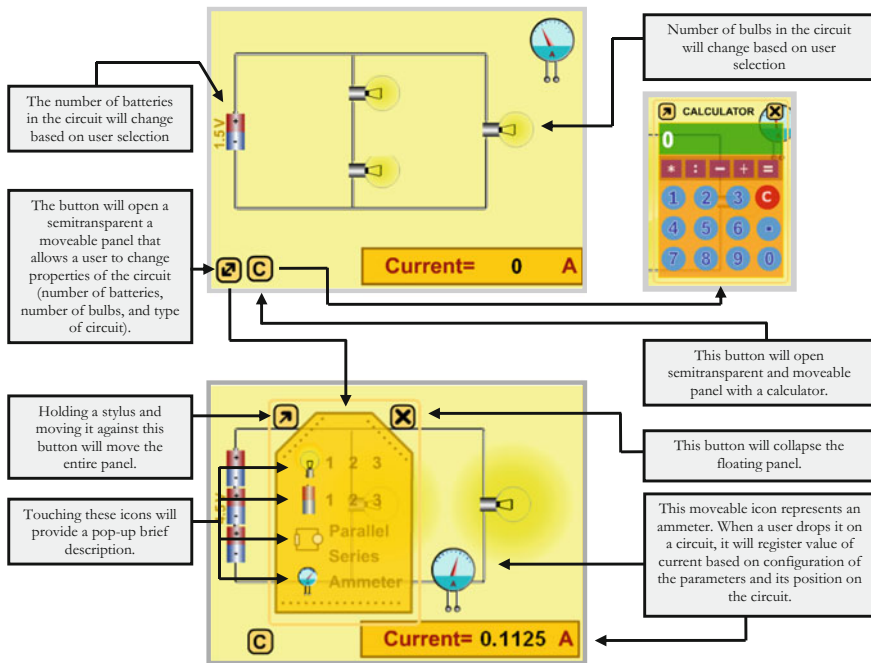 Number of bulbs in the circuit
will change based on user
selection
The number of batteries
in the circuit will change
based on user selection
1.5V
A
CALCULATOR
0
* : − + =
1 2 3 C
4 5 6 •
7 8 9 0
The button will open a
semitransparent a
moveable panel that
allows a user to change
properties of the circuit
(number of batteries,
number of bulbs, and type
of circuit).
C
Current= 0 A
This button will open
semitransparent and moveable
panel with a calculator.
Holding a stylus and
moving it against this
button will move the
entire panel.
This button will collapse the
floating panel.
1 2 3
1 2 3
Parallel
Series
Ammeter
A
Touching these icons will
provide a pop-up brief
description.
This moveable icon represents an
ammeter. When a user drops it on
a circuit, it will register value of
current based on configuration of
the parameters and its position on
the circuit.
C
Current= 0.1125 A